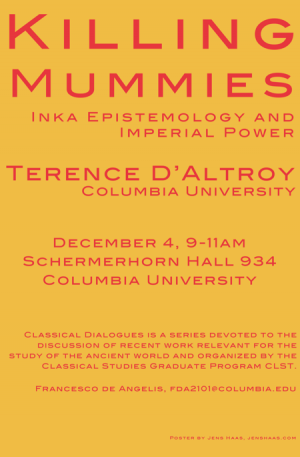 Killing
Mummies
Inka Epistemology and
Imperial Power
Terence D'Altroy
Columbia University
December 4, 9-11am
Schermerhorn Hall 934
Columbia University
Classical Dialogues is a series devoted to the
discussion of recent work relevant for the
study of the ancient world and organized by the
Classical Studies Graduate Program CLST.
Francesco de Angelis, fda2101@columbia.edu
Poster by Jens Haas, jenshaas.com